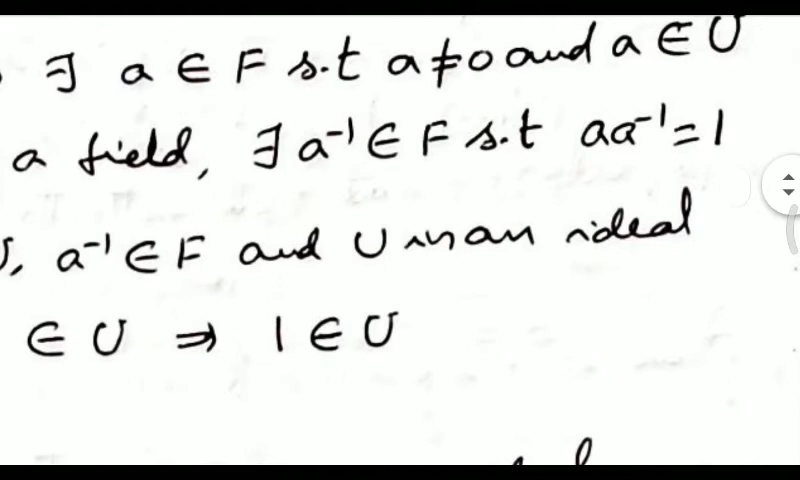 ∃ a ∈ F s.t a ≠ 0 and a ∈ U
a field, ∃ a⁻¹ ∈ F s.t aa⁻¹ = 1
U, a⁻¹ ∈ F and U is an ideal
∈ U ⇒ 1 ∈ U